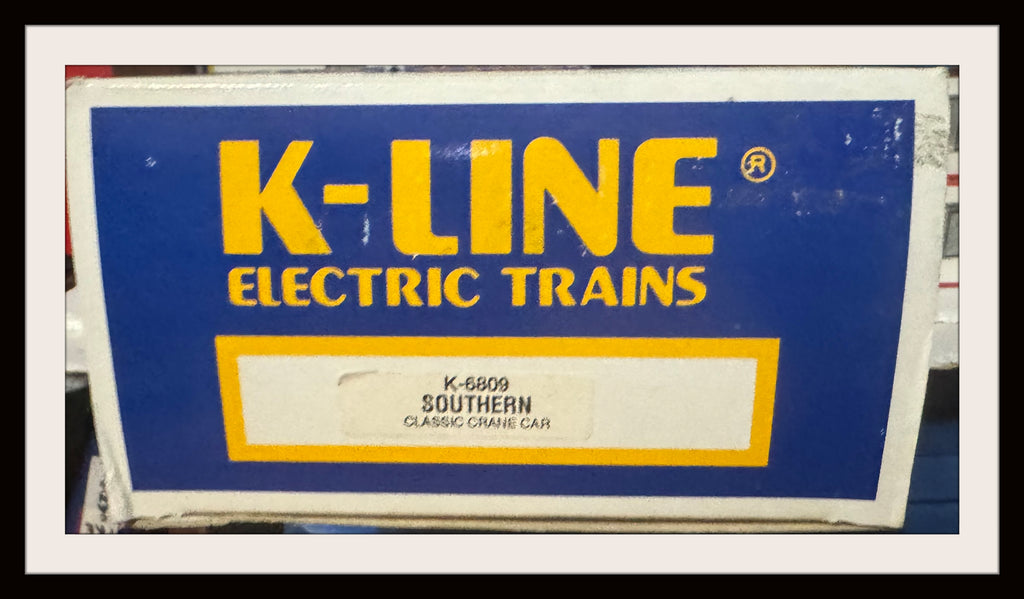 K-LINE®
ELECTRIC TRAINS
K-6809
SOUTHERN
CLASSIC CRANE CAR